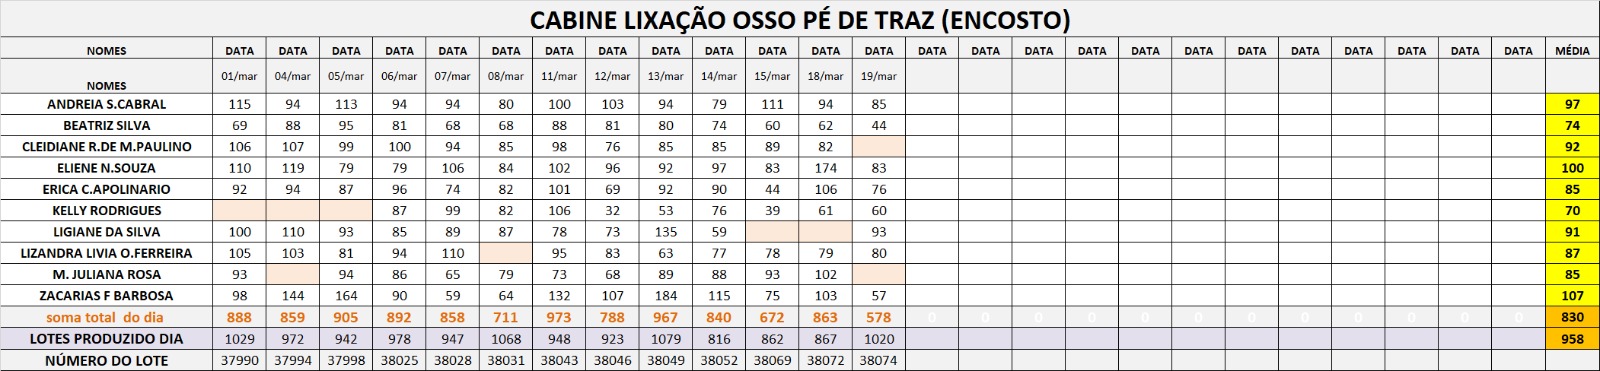 CABINE LIXAÇÃO OSSO PÉ DE TRAZ (ENCOSTO)
NOMES DATA DATA DATA DATA DATA DATA DATA DATA DATA DATA DATA DATA DATA DATA DATA DATA DATA DATA DATA DATA DATA DATA DATA DATA DATA MÉDIA
NOMES 01/mar 04/mar 05/mar 06/mar 07/mar 08/mar 11/mar 12/mar 13/mar 14/mar 15/mar 18/mar 19/mar
ANDREIA S.CABRAL 115 94 113 94 94 80 100 103 94 79 111 94 85 97
BEATRIZ SILVA 69 88 95 81 68 68 88 81 80 74 60 62 44 74
CLEIDIANE R.DE M.PAULINO 106 107 99 100 94 85 98 76 85 85 89 82 92
ELIENE N.SOUZA 110 119 79 79 106 84 102 96 92 97 83 174 83 100
ERICA C.APOLINARIO 92 94 87 96 74 82 101 69 92 90 44 106 76 85
KELLY RODRIGUES 87 99 82 106 32 53 76 39 61 60 70
LIGIANE DA SILVA 100 110 93 85 89 87 78 73 135 59 93 91
LIZANDRA LIVIA O.FERREIRA 105 103 81 94 110 95 83 63 77 78 79 80 87
M. JULIANA ROSA 93 94 86 65 79 73 68 89 88 93 102 85
ZACARIAS F BARBOSA 98 144 164 90 59 64 132 107 184 115 75 103 57 107
soma total do dia 888 859 905 892 858 711 973 788 967 840 672 863 578 0 0 0 0 0 0 0 0 0 0 0 0 830
LOTES PRODUZIDO DIA 1029 972 942 978 947 1068 948 923 1079 816 862 867 1020 958
NÚMERO DO LOTE 37990 37994 37998 38025 38028 38031 38043 38046 38049 38052 38069 38072 38074